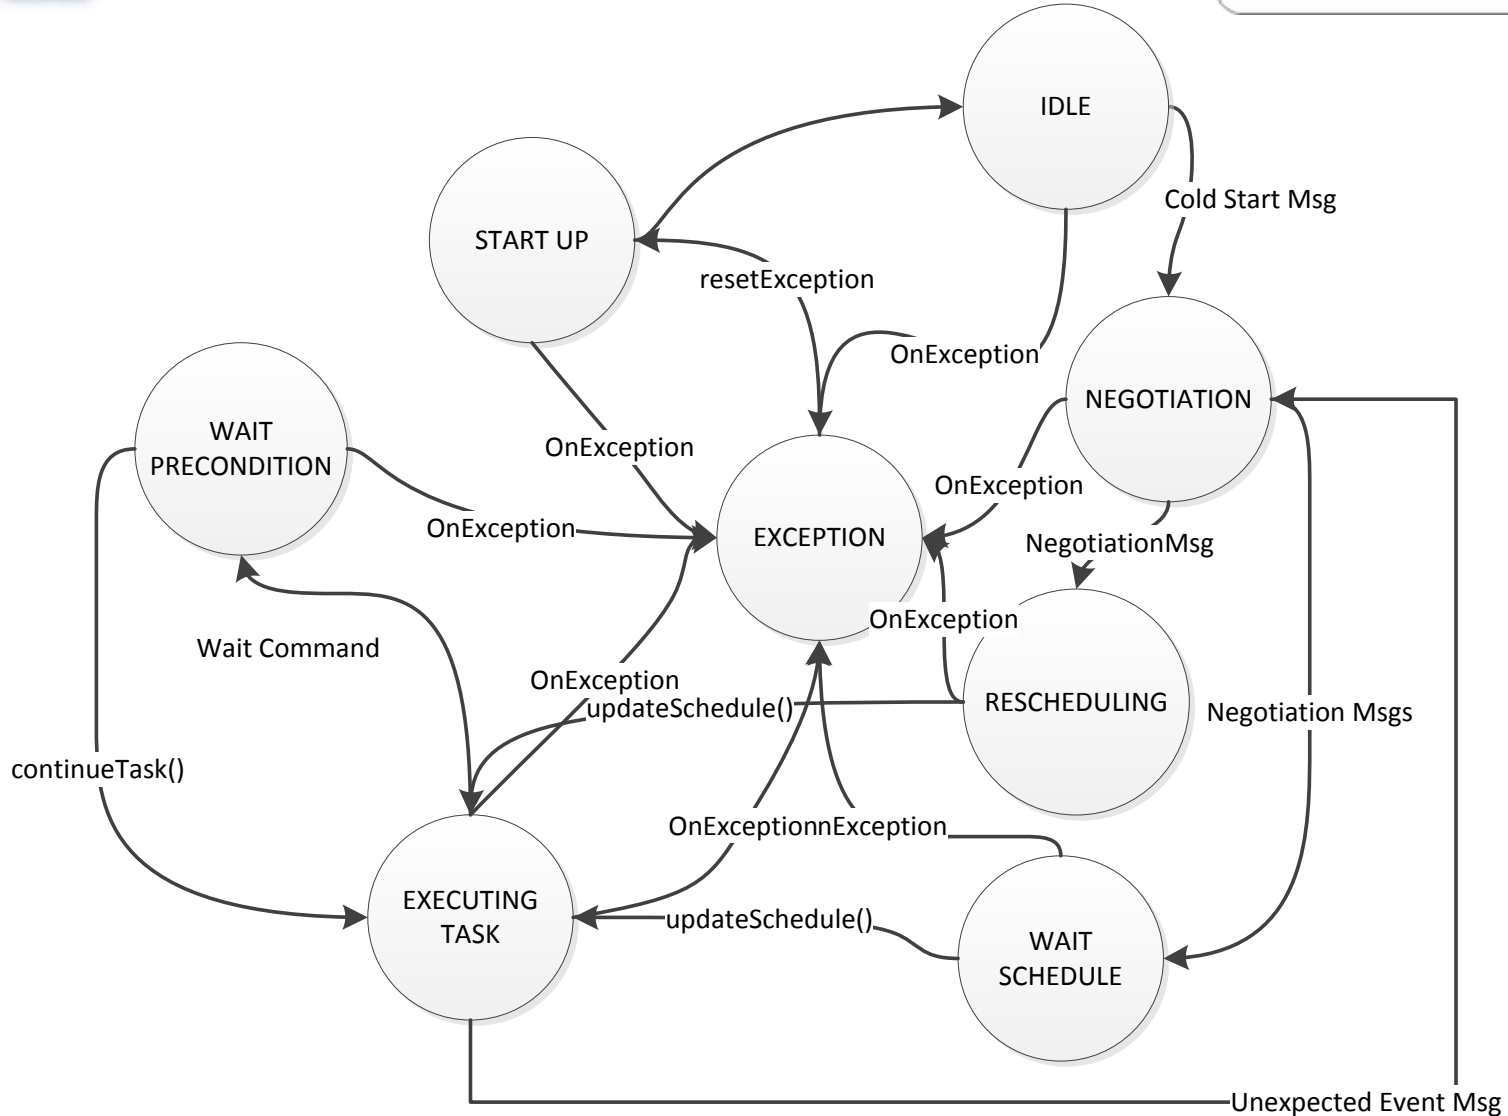 IDLE
Cold Start Msg
START UP
resetException
OnException
NEGOTIATION
WAIT
PRECONDITION
OnException
OnException
OnException
EXCEPTION
NegotiationMsg
OnException
Wait Command
OnException
updateSchedule()
RESCHEDULING
Negotiation Msgs
continueTask()
OnExceptionnException
EXECUTING
TASK
updateSchedule()
WAIT
SCHEDULE
Unexpected Event Msg